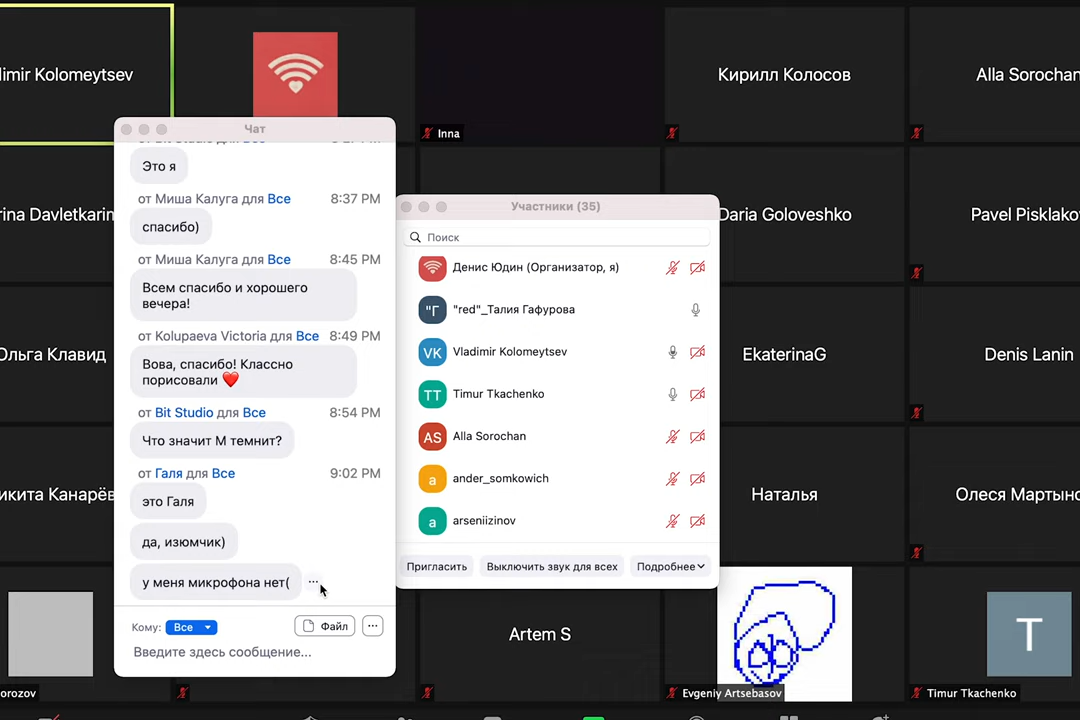 limir Kolomeytsev
Inna
Кирилл Колосов
Alla Sorochan
rina Davletkarin
Daria Goloveshko
Pavel Pisklako
Ольга Клавид
EkaterinaG
Denis Lanin
икита Канарёв
Наталья
Олеся Мартыно
orozov
Artem S
Evgeniy Artsebasov
T
Timur Tkachenko
Чат
Это я
от Миша Калуга для Все 8:37 PM
спасибо)
от Миша Калуга для Все 8:45 PM
Всем спасибо и хорошего
вечера!
от Kolupaeva Victoria для Все 8:49 PM
Вова, спасибо! Классно
порисовали ❤️
от Bit Studio для Все 8:54 PM
Что значит М темнит?
от Галя для Все 9:02 PM
это Галя
да, изюмчик)
у меня микрофона нет( ...
Кому: Все Файл ...
Введите здесь сообщение...
Участники (35)
Поиск
Денис Юдин (Организатор, я)
"Г "red"_Талия Гафурова
VK Vladimir Kolomeytsev
TT Timur Tkachenko
AS Alla Sorochan
a ander_somkowich
a arseniizinov
Пригласить Выключить звук для всех Подробнее